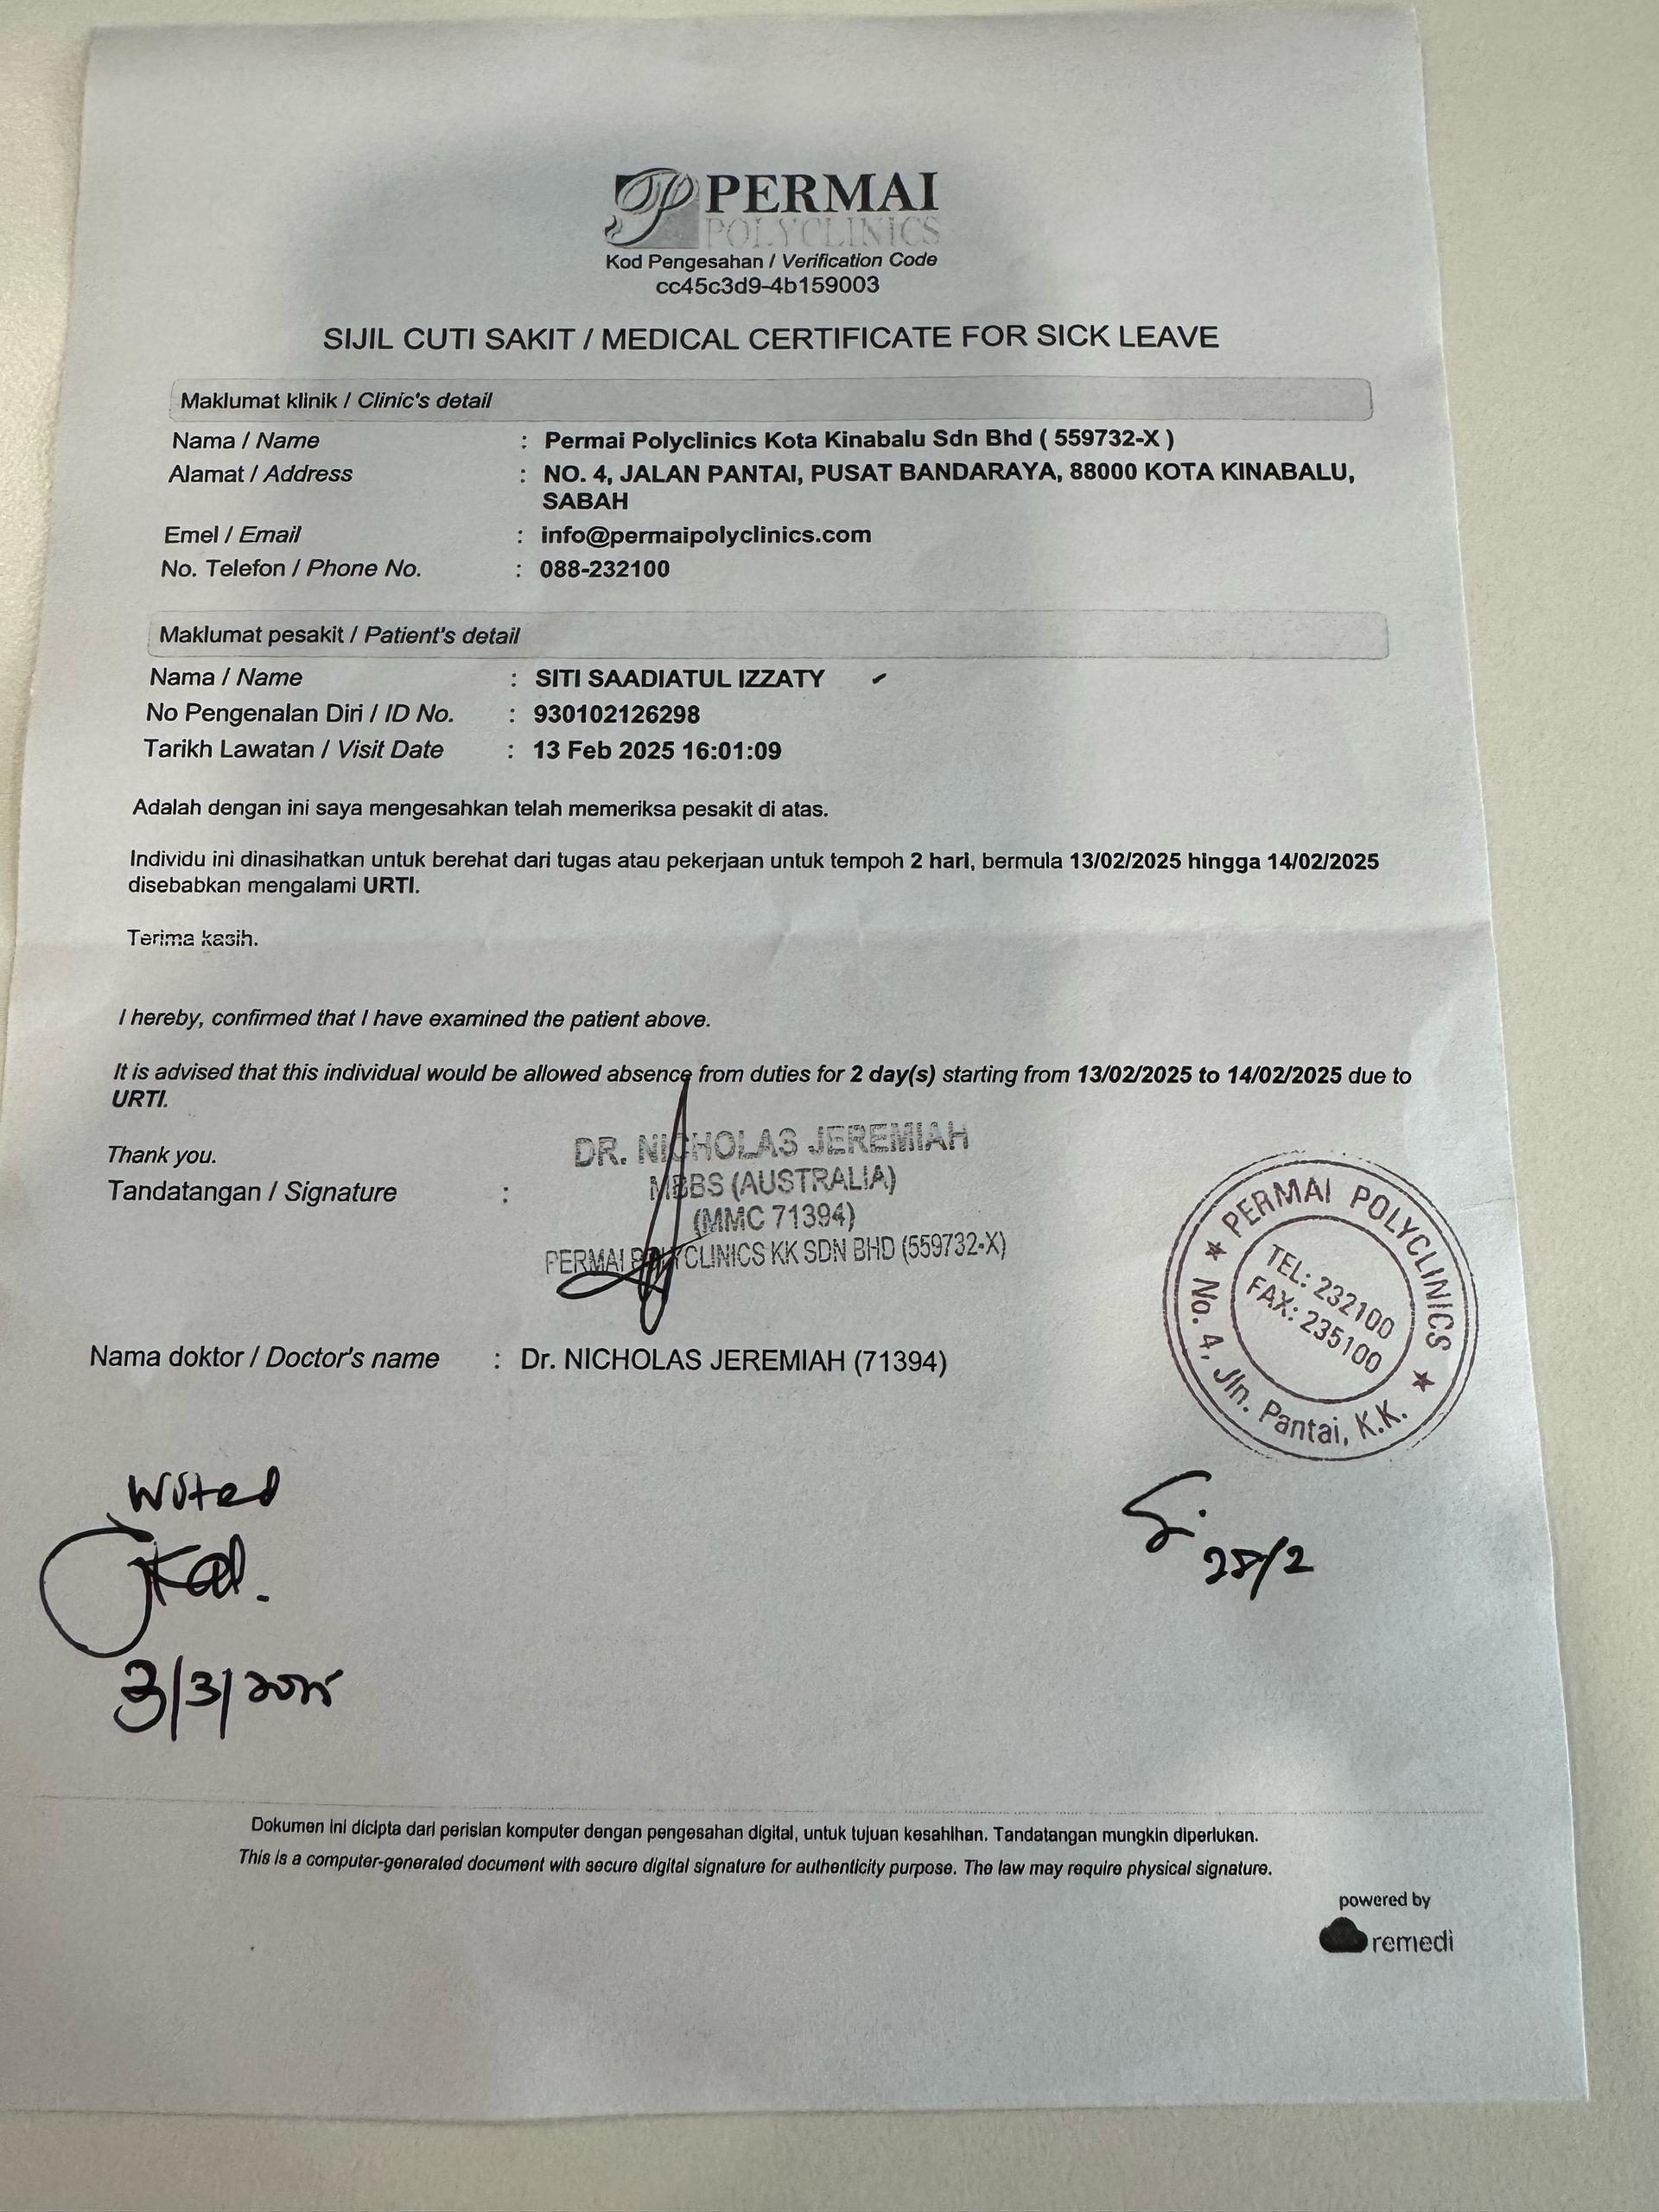 PERMAI
POLYCLINICS
Kod Pengesahan / Verification Code
cc45c3d9-4b159003
SIJIL CUTI SAKIT / MEDICAL CERTIFICATE FOR SICK LEAVE
Maklumat klinik / Clinic's detail
Nama / Name : Permai Polyclinics Kota Kinabalu Sdn Bhd ( 559732-X )
Alamat / Address : NO. 4, JALAN PANTAI, PUSAT BANDARAYA, 88000 KOTA KINABALU,
SABAH
Emel / Email : info@permaipolyclinics.com
No. Telefon / Phone No. : 088-232100
Maklumat pesakit / Patient's detail
Nama / Name : SITI SAADIATUL IZZATY
No Pengenalan Diri / ID No. : 930102126298
Tarikh Lawatan / Visit Date : 13 Feb 2025 16:01:09
Adalah dengan ini saya mengesahkan telah memeriksa pesakit di atas.
Individu ini dinasihatkan untuk berehat dari tugas atau pekerjaan untuk tempoh 2 hari, bermula 13/02/2025 hingga 14/02/2025
disebabkan mengalami URTI.
Terima kasih.
I hereby, confirmed that I have examined the patient above.
It is advised that this individual would be allowed absence from duties for 2 day(s) starting from 13/02/2025 to 14/02/2025 due to
URTI.
Thank you.
Tandatangan / Signature :
DR. NICHOLAS JEREMIAH
MBBS (AUSTRALIA)
(MMC 71394)
PERMAI POLYCLINICS KK SDN BHD (559732-X)
PERMAI POLYCLINICS
TEL: 232100
FAX: 235100
No. 4, Jln. Pantai, K.K.
Nama doktor / Doctor's name : Dr. NICHOLAS JEREMIAH (71394)
28/2
3/3/2025
Dokumen ini dicipta dari perisian komputer dengan pengesahan digital, untuk tujuan kesahihan. Tandatangan mungkin diperlukan.
This is a computer-generated document with secure digital signature for authenticity purpose. The law may require physical signature.
powered by
remedi